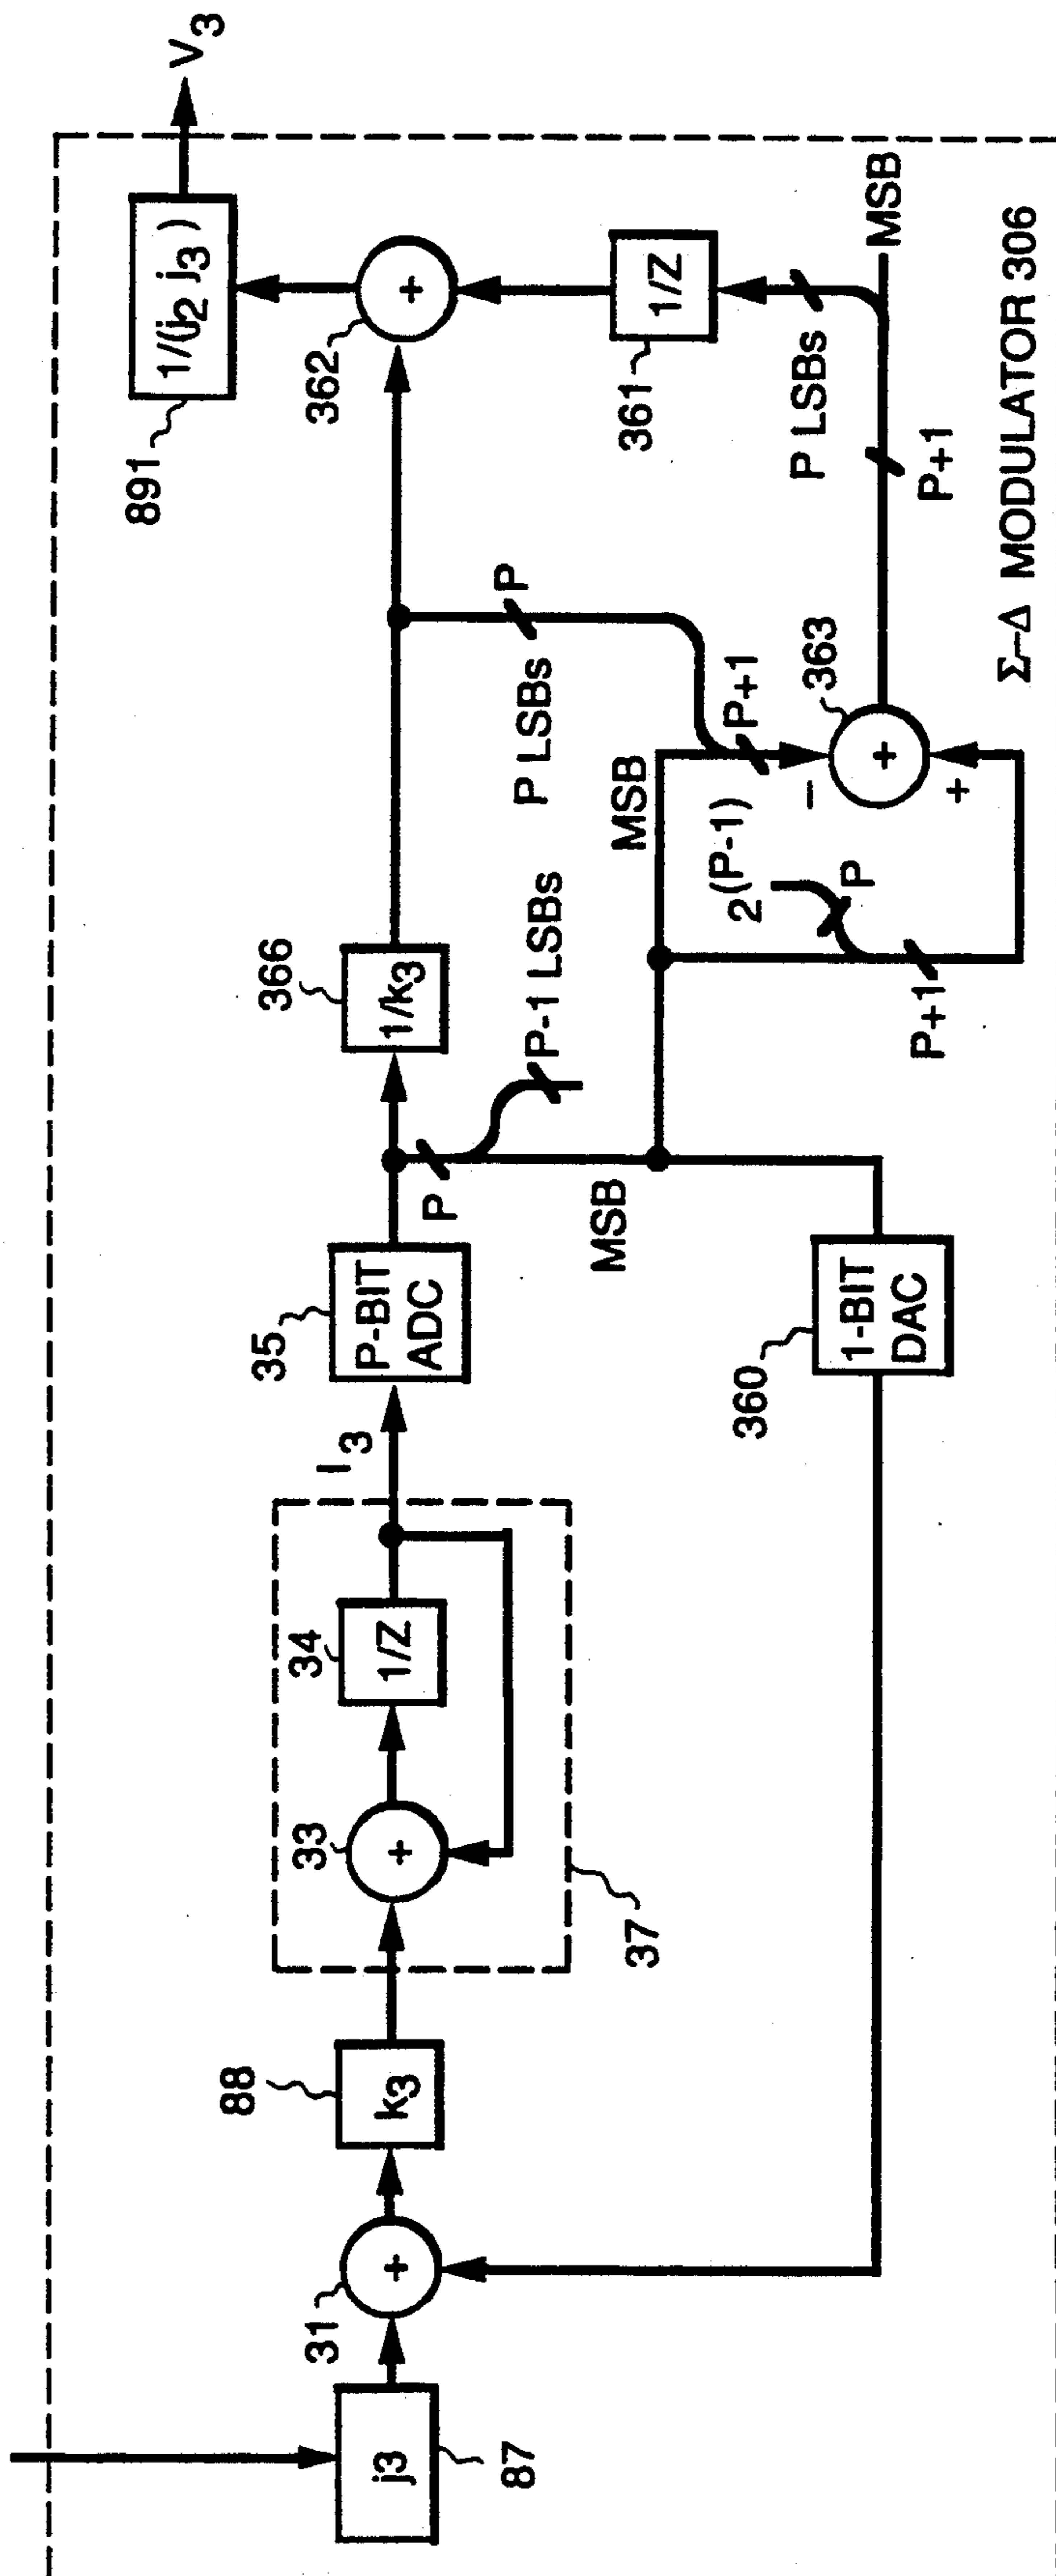 V3
891
1/(j2 j3 )
362
+
361
1/Z
P LSBs
MSB
P+1
366
1/k3
P
P LSBs
P-1 LSBs
MSB
P+1
363
−
+
+
2(P-1)
P
P+1
35
P-BIT
ADC
P
MSB
I3
360
1-BIT
DAC
34
1/Z
33
+
37
88
k3
31
+
j3
87
Σ-Δ MODULATOR 306